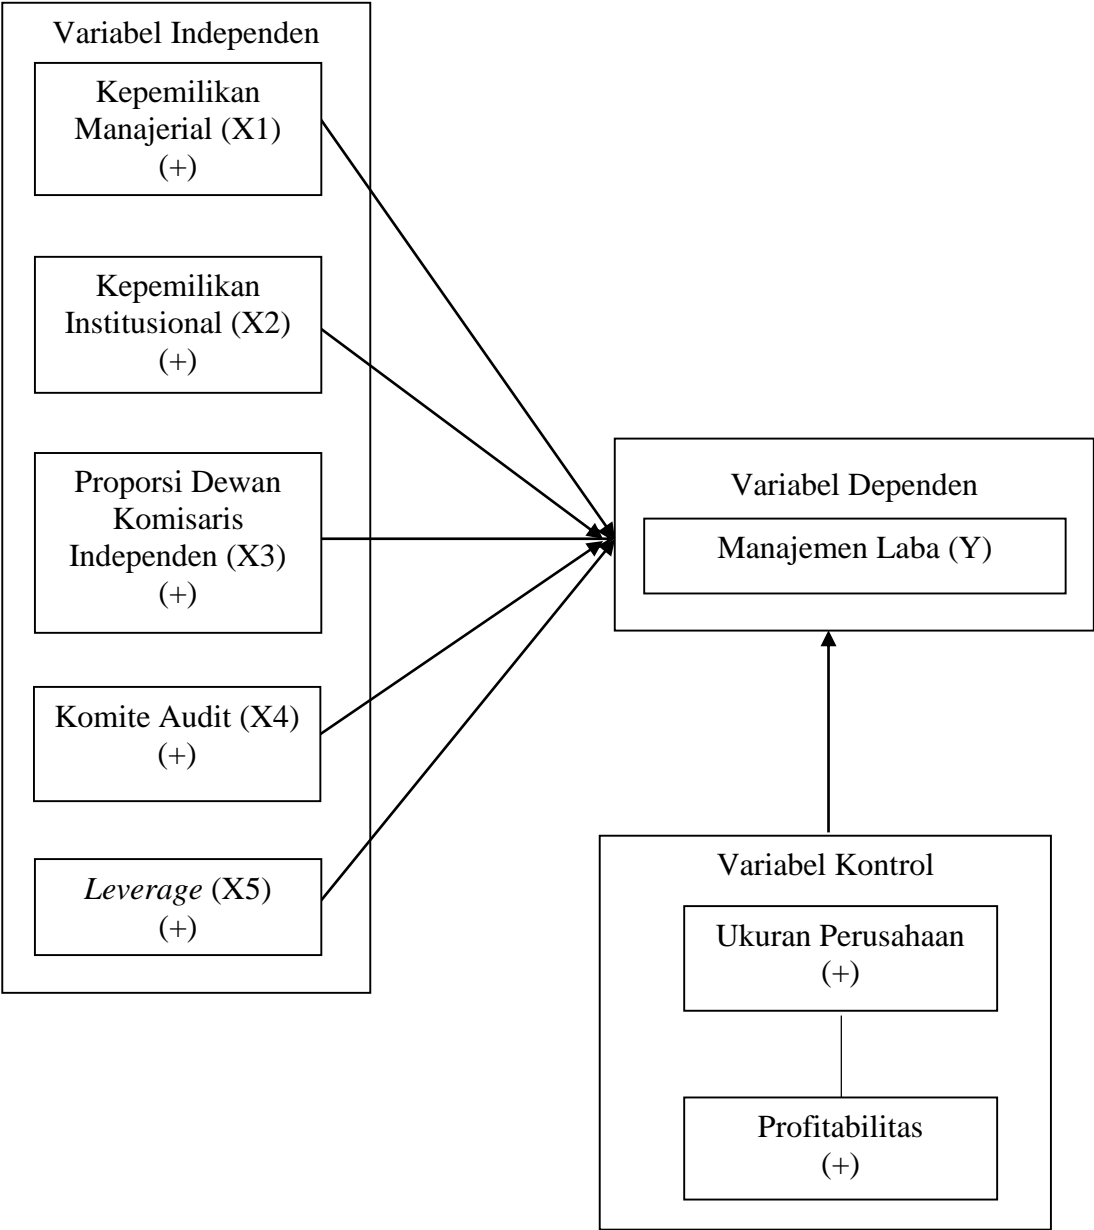 Variabel Independen
Kepemilikan
Manajerial (X1)
(+)
Kepemilikan
Institusional (X2)
(+)
Proporsi Dewan
Komisaris
Independen (X3)
(+)
Komite Audit (X4)
(+)
Leverage (X5)
(+)
Variabel Dependen
Manajemen Laba (Y)
Variabel Kontrol
Ukuran Perusahaan
(+)
Profitabilitas
(+)